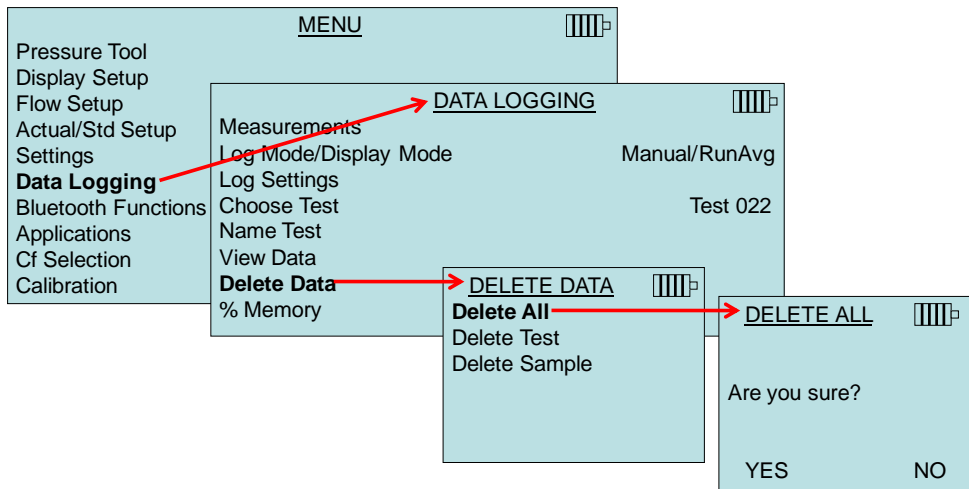 MENU
Pressure Tool
Display Setup
Flow Setup
Actual/Std Setup
Settings
Data Logging
Bluetooth Functions
Applications
Cf Selection
Calibration
DATA LOGGING
Measurements
Log Mode/Display Mode Manual/RunAvg
Log Settings
Choose Test Test 022
Name Test
View Data
Delete Data
% Memory
DELETE DATA
Delete All
Delete Test
Delete Sample
DELETE ALL
Are you sure?
YES NO